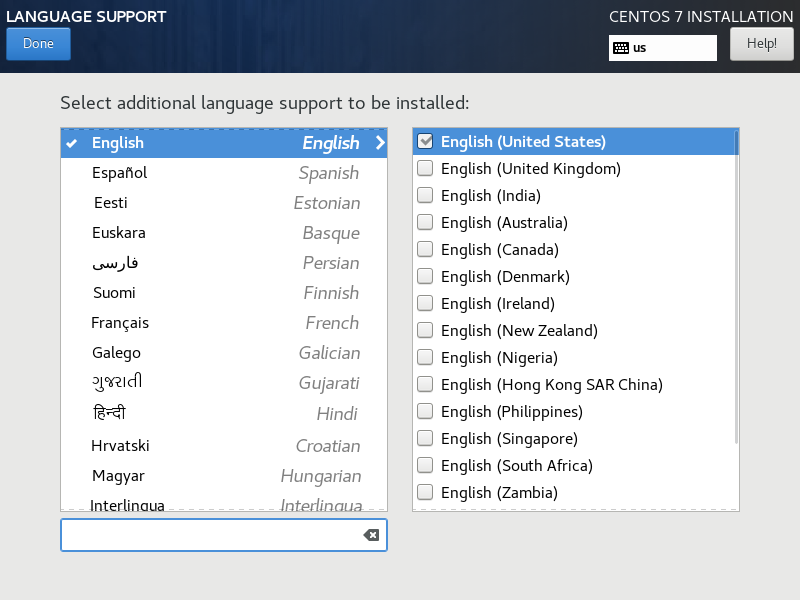 LANGUAGE SUPPORT
CENTOS 7 INSTALLATION
Done
us
Help!
Select additional language support to be installed:
English English
Español Spanish
Eesti Estonian
Euskara Basque
فارسی Persian
Suomi Finnish
Français French
Galego Galician
ગુજરાતી Gujarati
हिन्दी Hindi
Hrvatski Croatian
Magyar Hungarian
Interlingua Interlingua
English (United States)
English (United Kingdom)
English (India)
English (Australia)
English (Canada)
English (Denmark)
English (Ireland)
English (New Zealand)
English (Nigeria)
English (Hong Kong SAR China)
English (Philippines)
English (Singapore)
English (South Africa)
English (Zambia)